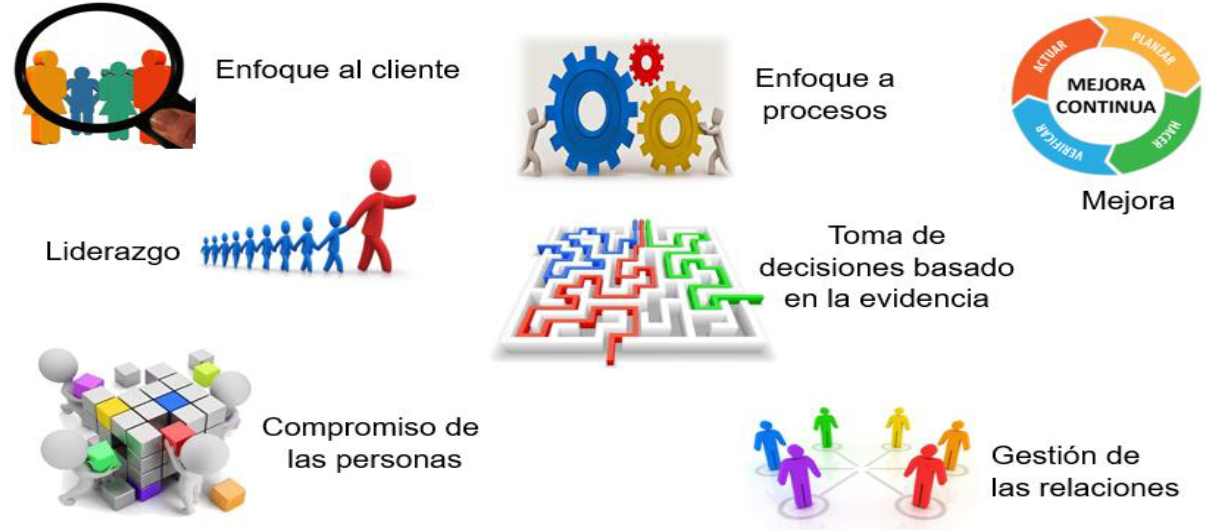 Enfoque al cliente
Enfoque a
procesos
ACTUAR
PLANEAR
MEJORA
CONTINUA
VERIFICAR
HACER
Mejora
Liderazgo
Toma de
decisiones basado
en la evidencia
Compromiso de
las personas
Gestión de
las relaciones